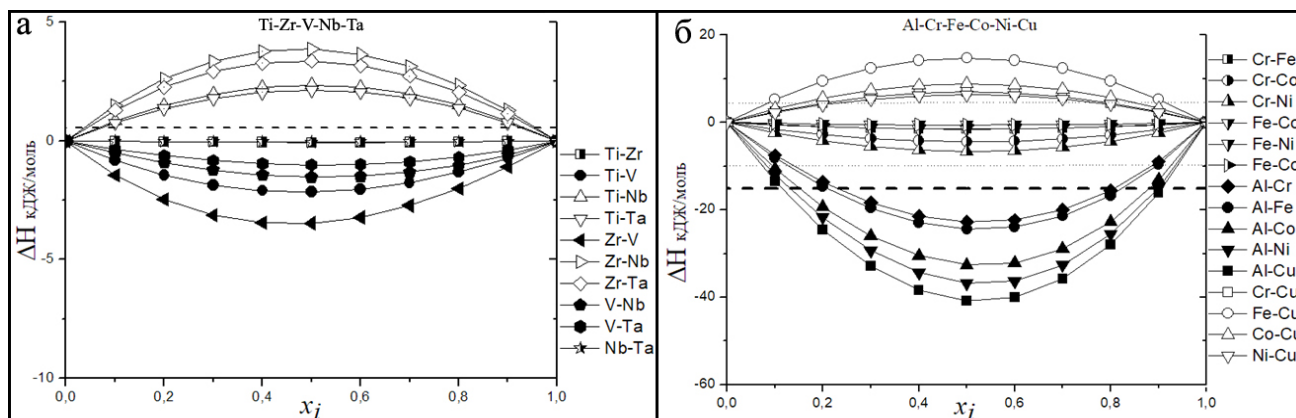 а
Ti-Zr-V-Nb-Ta
5
0
-5
-10
ΔH кДЖ/моль
0,0 0,2 0,4 0,6 0,8 1,0
xi
Ti-Zr
Ti-V
Ti-Nb
Ti-Ta
Zr-V
Zr-Nb
Zr-Ta
V-Nb
V-Ta
Nb-Ta
б
Al-Cr-Fe-Co-Ni-Cu
20
0
-20
-40
-60
ΔH кДЖ/моль
0,0 0,2 0,4 0,6 0,8 1,0
xi
Cr-Fe
Cr-Co
Cr-Ni
Fe-Co
Fe-Ni
Fe-Co
Al-Cr
Al-Fe
Al-Co
Al-Ni
Al-Cu
Cr-Cu
Fe-Cu
Co-Cu
Ni-Cu